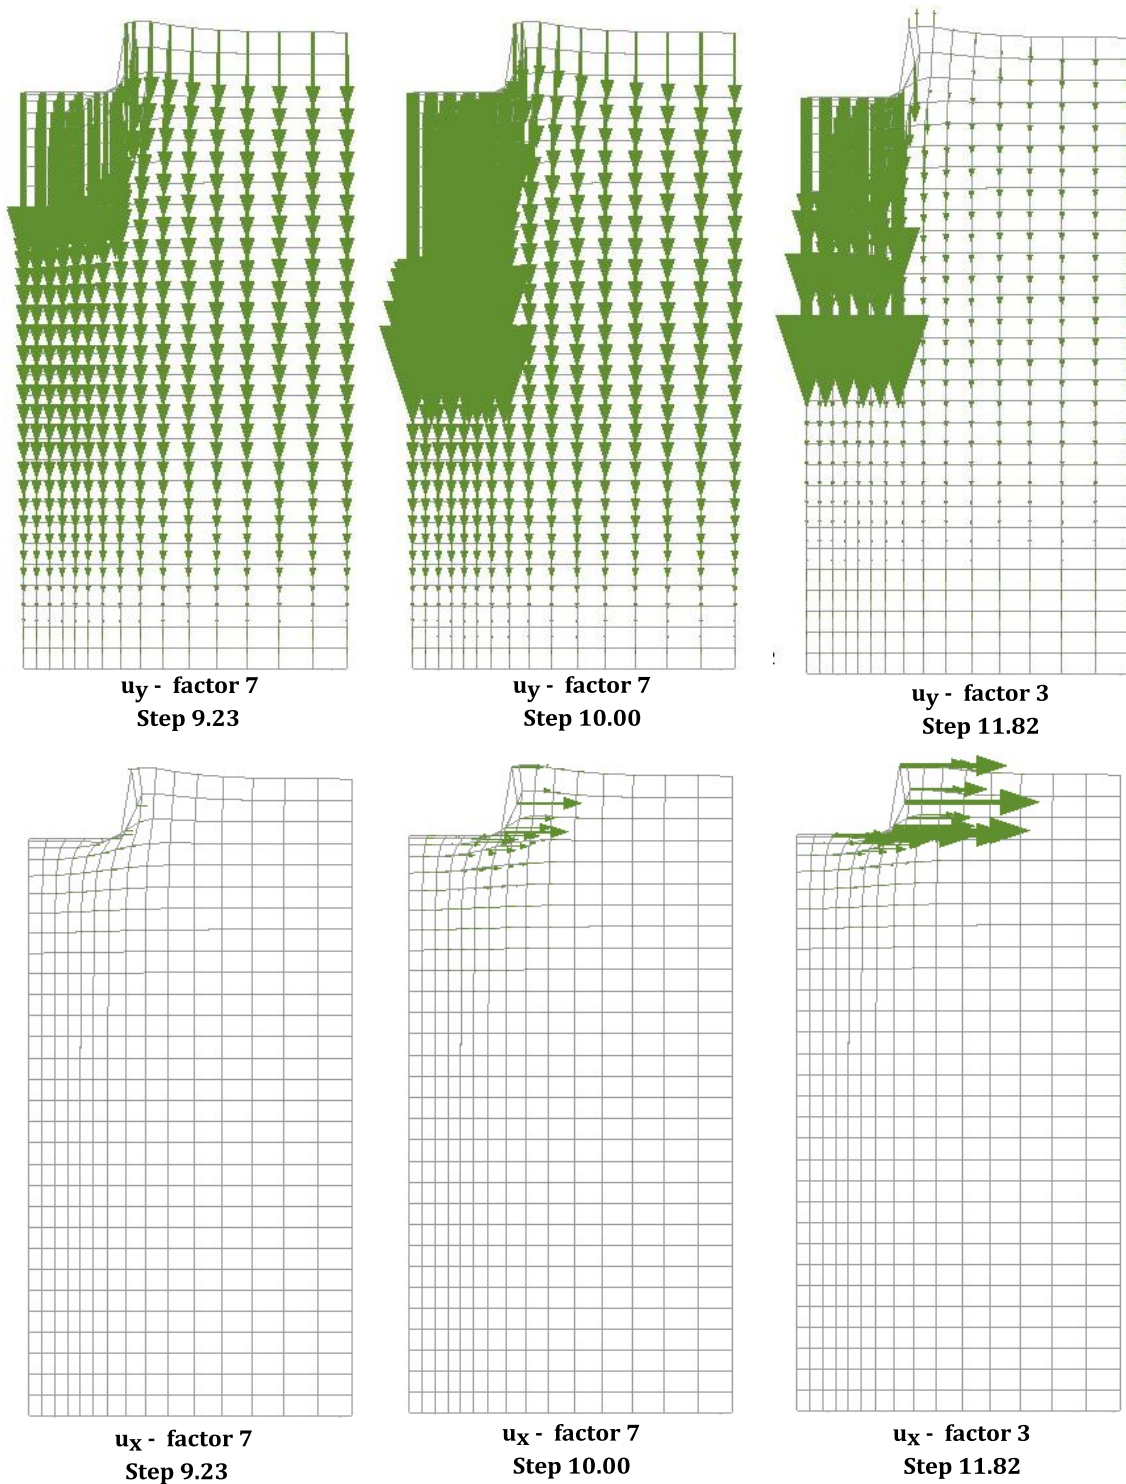 uy - factor 7
Step 9.23
uy - factor 7
Step 10.00
uy - factor 3
Step 11.82
ux - factor 7
Step 9.23
ux - factor 7
Step 10.00
ux - factor 3
Step 11.82